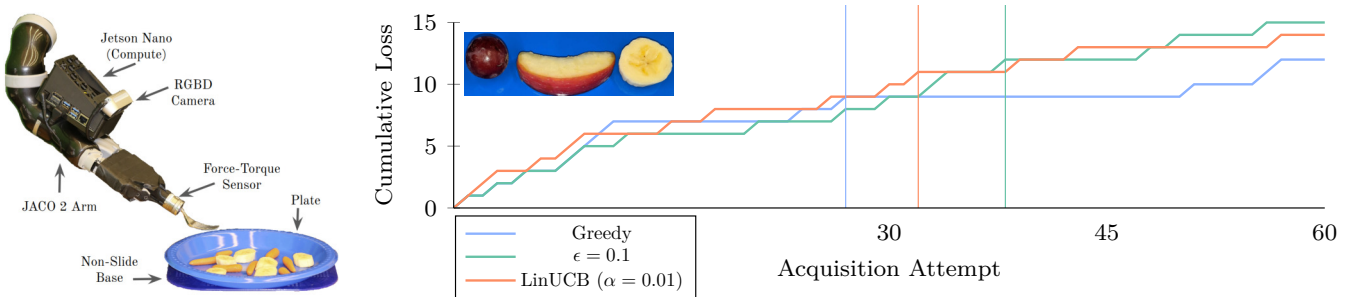 Jetson Nano
(Compute)
RGBD
Camera
Force-Torque
Sensor
JACO 2 Arm
Plate
Non-Slide
Base
Cumulative Loss
15
10
5
0
30
45
60
Acquisition Attempt
Greedy
ϵ = 0.1
LinUCB (α = 0.01)